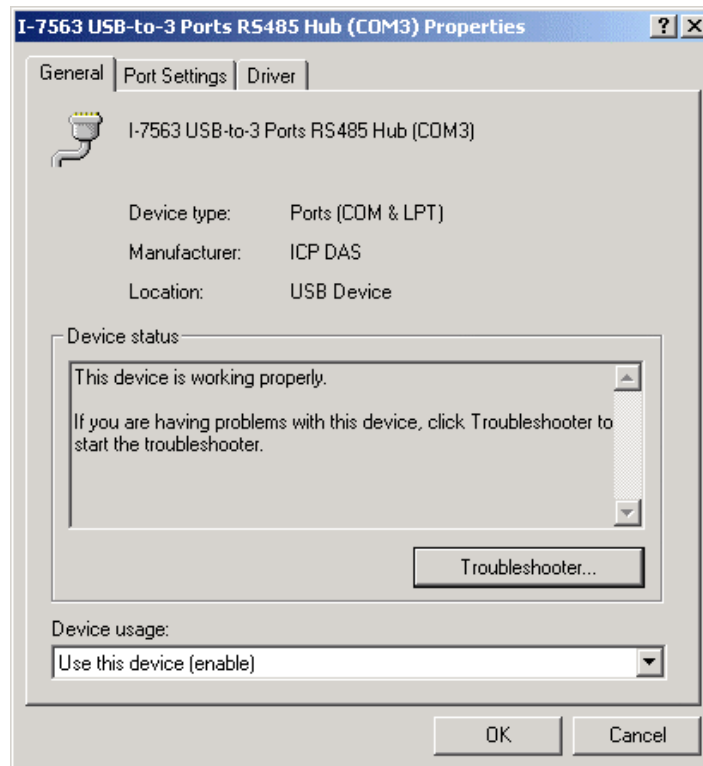 I-7563 USB-to-3 Ports RS485 Hub (COM3) Properties
General Port Settings Driver
I-7563 USB-to-3 Ports RS485 Hub (COM3)
Device type: Ports (COM & LPT)
Manufacturer: ICP DAS
Location: USB Device
Device status
This device is working properly.
If you are having problems with this device, click Troubleshooter to
start the troubleshooter.
Troubleshooter...
Device usage:
Use this device (enable)
OK Cancel